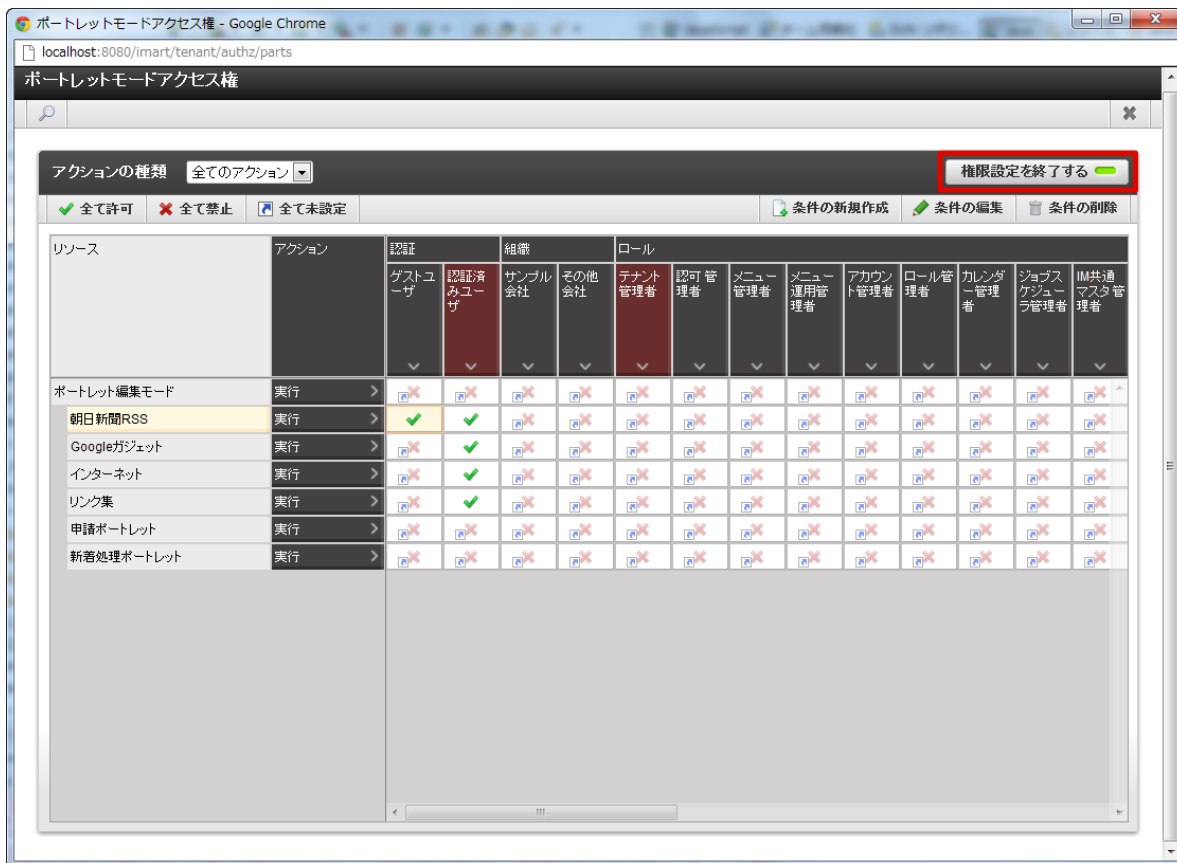 ポートレットモードアクセス権 - Google Chrome
localhost:8080/imart/tenant/authz/parts
ポートレットモードアクセス権
アクションの種類 全てのアクション 権限設定を終了する
全て許可 全て禁止 全て未設定 条件の新規作成 条件の編集 条件の削除
リソース アクション 認証 組織 ロール
ゲストユーザ 認証済みユーザ サンプル会社 その他会社 テナント管理者 認可管理者 メニュー管理者 メニュー運用管理者 アカウント管理者 ロール管理者 カレンダー管理者 ジョブスケジューラ管理者 IM共通マスタ管理者
ポートレット編集モード 実行
朝日新聞RSS 実行
Googleガジェット 実行
インターネット 実行
リンク集 実行
申請ポートレット 実行
新着処理ポートレット 実行